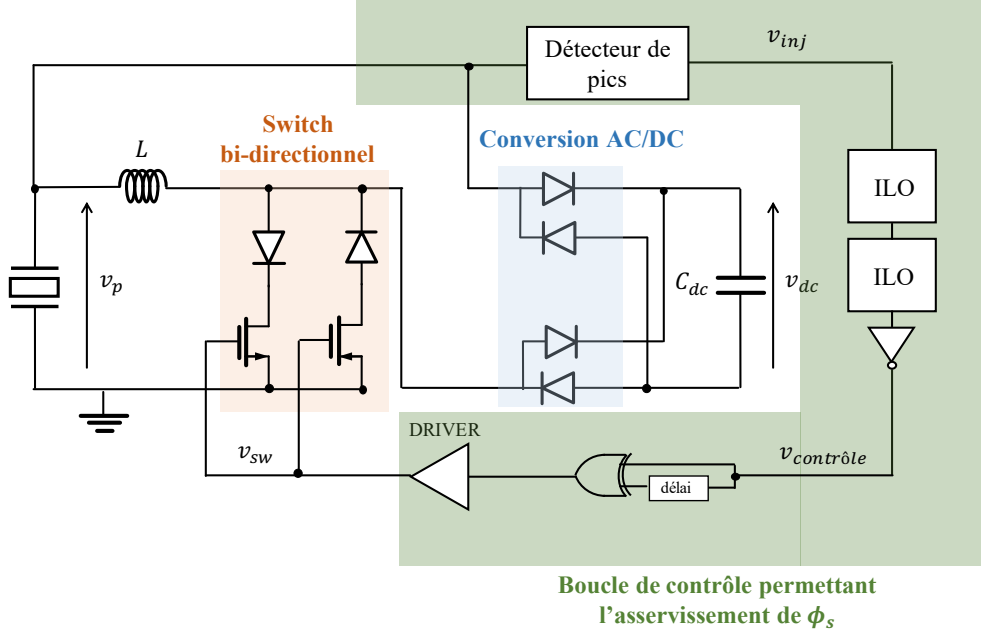 Détecteur de
pics
v_inj
Switch
bi-directionnel
Conversion AC/DC
L
ILO
v_p
C_dc
v_dc
ILO
DRIVER
v_sw
v_contrôle
délai
Boucle de contrôle permettant
l'asservissement de ϕ_s